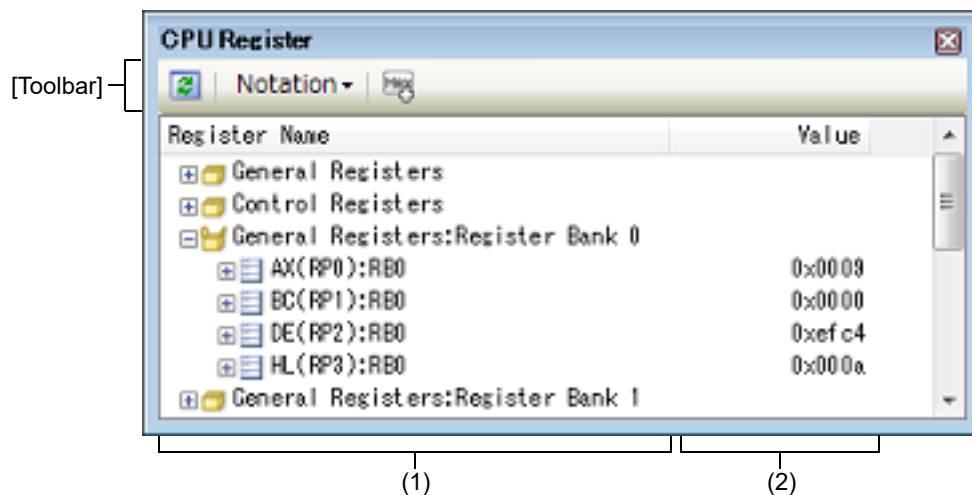 CPU Register
[Toolbar]
Notation
Hex
Register Name Value
General Registers
Control Registers
General Registers:Register Bank 0
AX(RP0):RB0 0x0009
BC(RP1):RB0 0x0000
DE(RP2):RB0 0xefc4
HL(RP3):RB0 0x000a
General Registers:Register Bank 1
(1) (2)